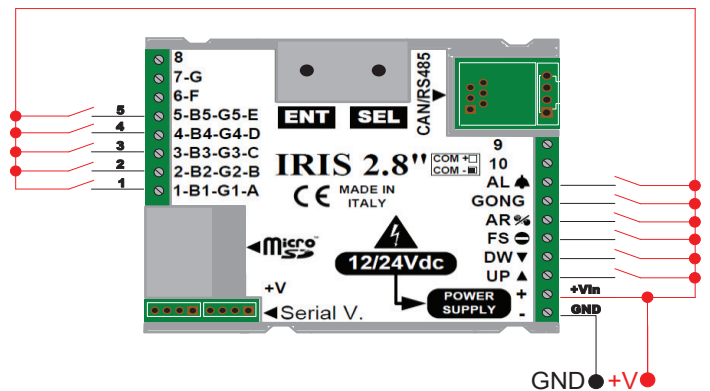 8
7-G
6-F
5 5-B5-G5-E
4 4-B4-G4-D
3 3-B3-G3-C
2 2-B2-G2-B
1 1-B1-G1-A
ENT SEL
CAN/RS485
IRIS 2.8"
COM +
COM -
CE MADE IN
ITALY
micro
SD
12/24Vdc
POWER
SUPPLY
+V
Serial V.
9
10
AL
GONG
AR
FS
DW
UP
+ +Vin
- GND
GND +V